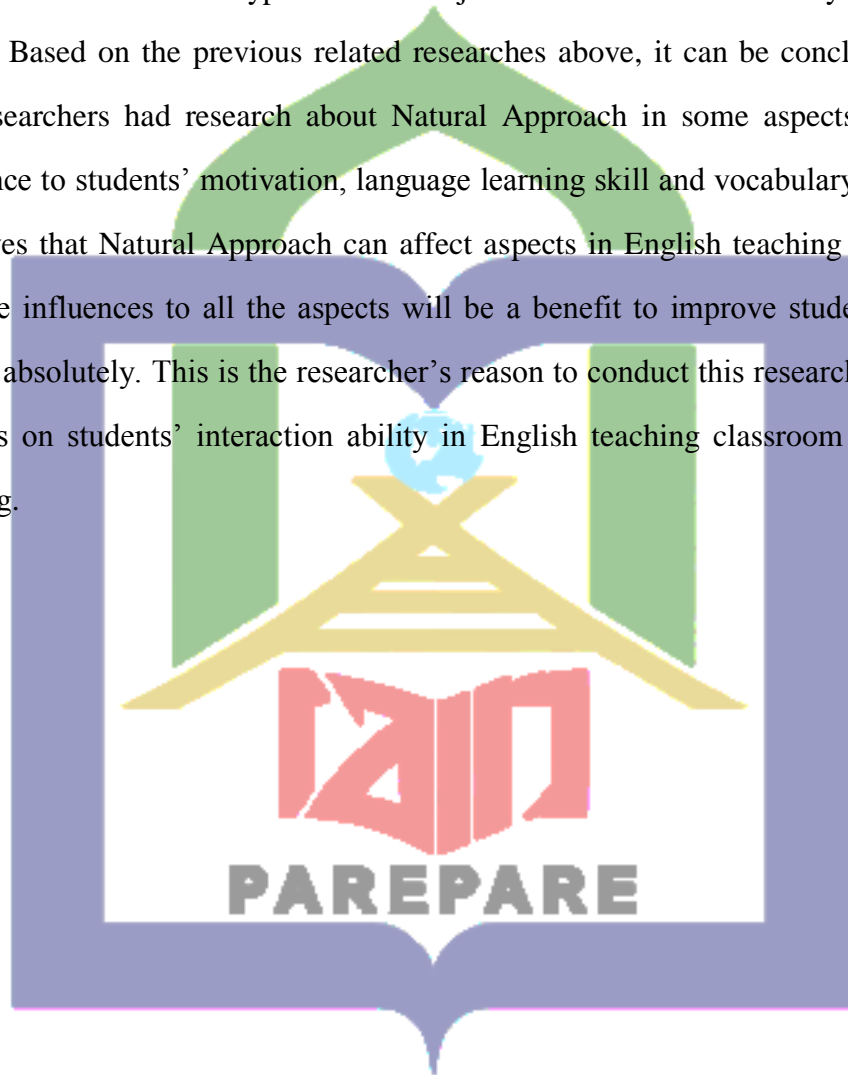 Based on the previous related researches above, it can be concl
searchers had research about Natural Approach in some aspects
nce to students’ motivation, language learning skill and vocabulary
ves that Natural Approach can affect aspects in English teaching
e influences to all the aspects will be a benefit to improve stude
absolutely. This is the researcher’s reason to conduct this research
s on students’ interaction ability in English teaching classroom
g.
PAREPARE